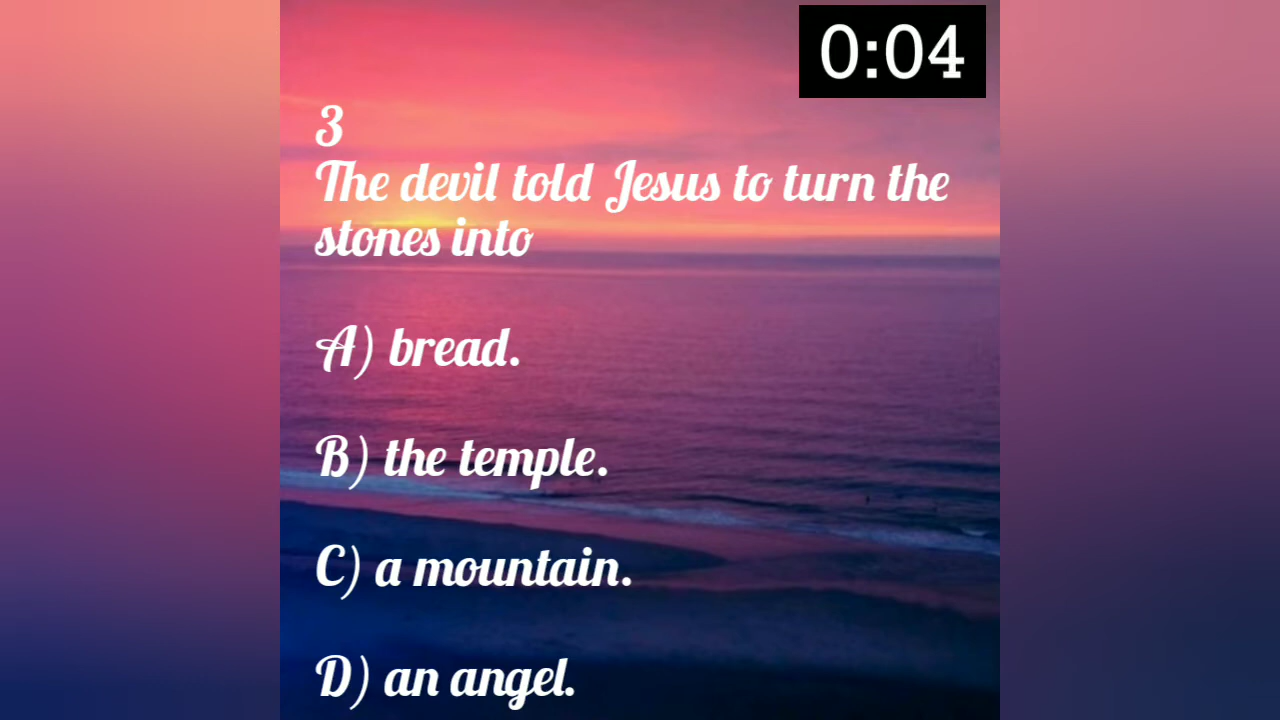 0:04
3
The devil told Jesus to turn the
stones into
A) bread.
B) the temple.
C) a mountain.
D) an angel.